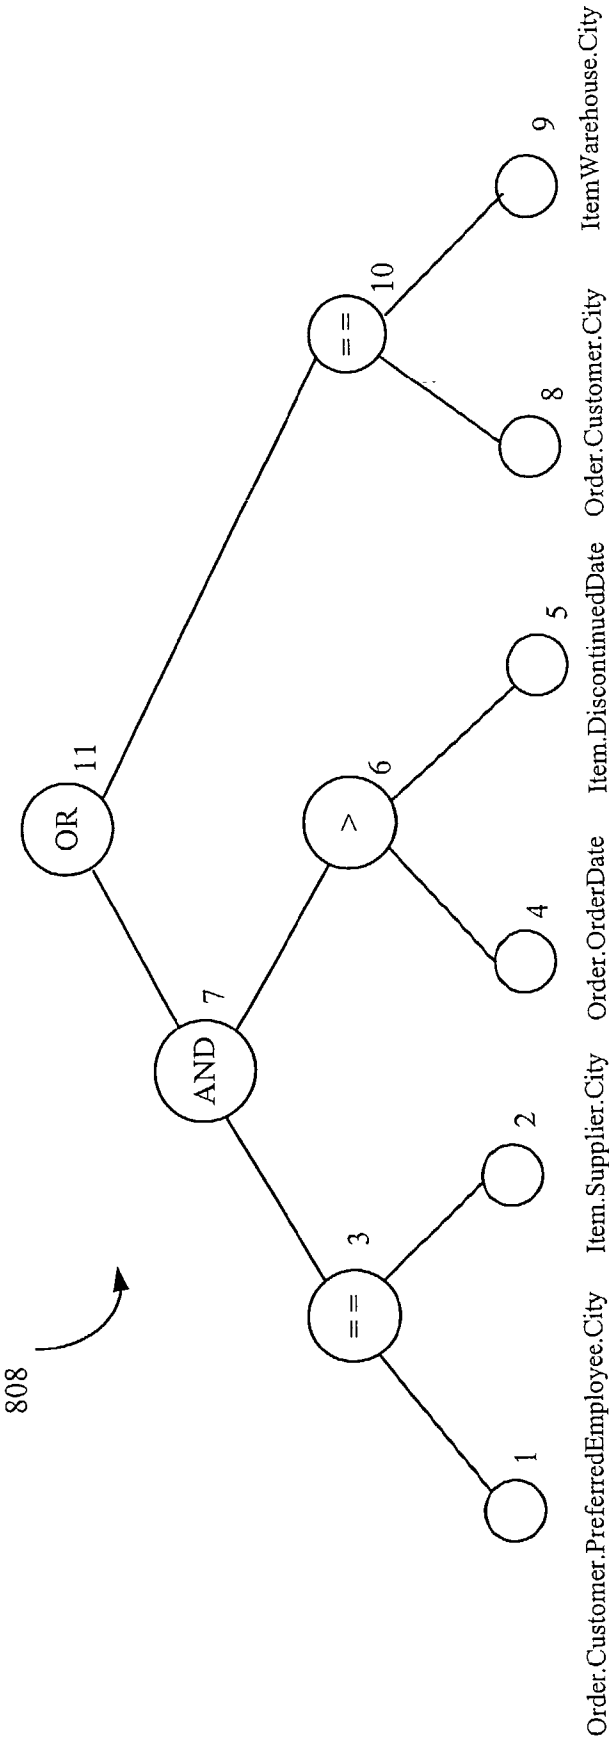 808
OR
11
AND
7
==
3
>
6
==
10
1
2
4
5
8
9
Order.Customer.PreferredEmployee.City
Item.Supplier.City
Order.OrderDate
Item.DiscontinuedDate
Order.Customer.City
ItemWarehouse.City